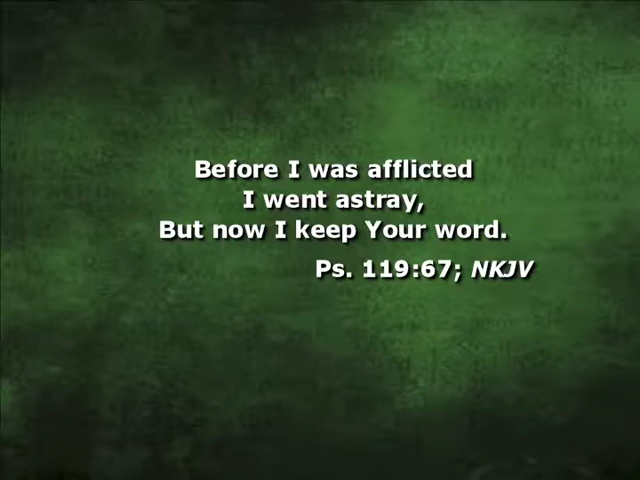 Before I was afflicted
I went astray,
But now I keep Your word.
Ps. 119:67; NKJV